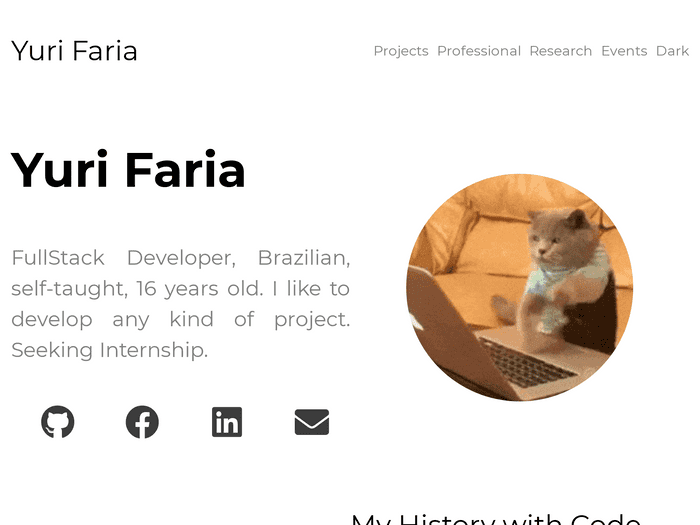 Yuri Faria
Projects Professional Research Events Dark
Yuri Faria
FullStack Developer, Brazilian,
self-taught, 16 years old. I like to
develop any kind of project.
Seeking Internship.
in
My History with Code